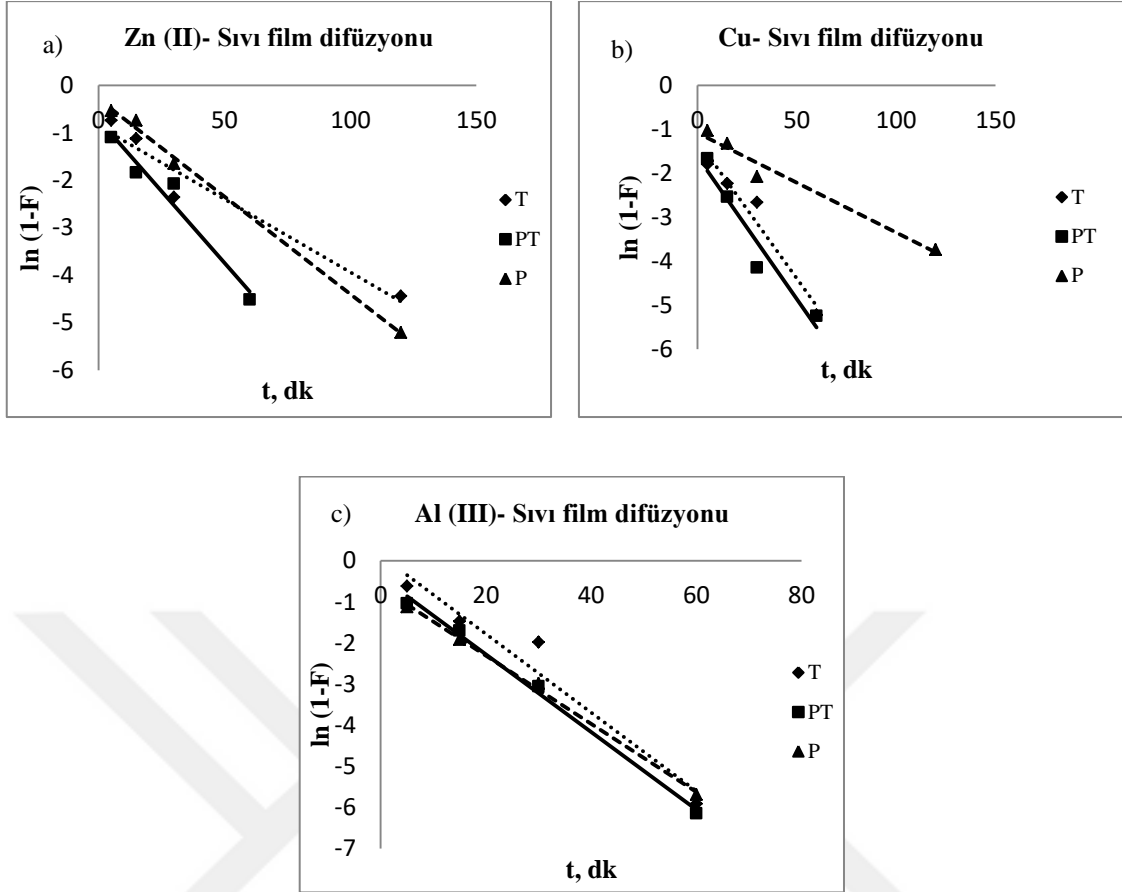 a)
Zn (II)- Sıvı film difüzyonu
0
-1
-2
-3
-4
-5
-6
0 50 100 150
ln (1-F)
t, dk
T
PT
P
b)
Cu- Sıvı film difüzyonu
0
-1
-2
-3
-4
-5
-6
0 50 100 150
ln (1-F)
t, dk
T
PT
P
c)
Al (III)- Sıvı film difüzyonu
0
-1
-2
-3
-4
-5
-6
-7
0 20 40 60 80
ln (1-F)
t, dk
T
PT
P